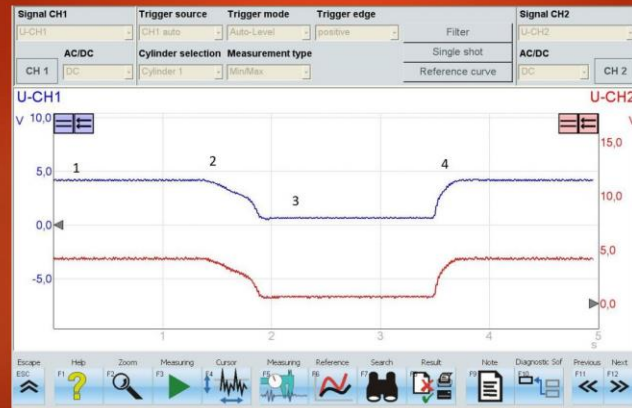 Signal CH1 Trigger source Trigger mode Trigger edge Signal CH2
U-CH1 CH1 auto Auto-Level positive Filter U-CH2
AC/DC Cylinder selection Measurement type Single shot AC/DC
CH 1 DC Cylinder 1 Min/Max Reference curve DC CH 2
U-CH1 U-CH2
V 10,0 V
15,0
1 2 4
5,0
3 10,0
0,0
5,0
-5,0
0,0
1 2 3 4 5
s
Escape Help Zoom Measuring Cursor Measuring Reference Search Result Note Diagnostic Sof Previous Next
ESC F1 F2 F3 F4 F5 F6 F7 F8 F9 F10 F11 F12